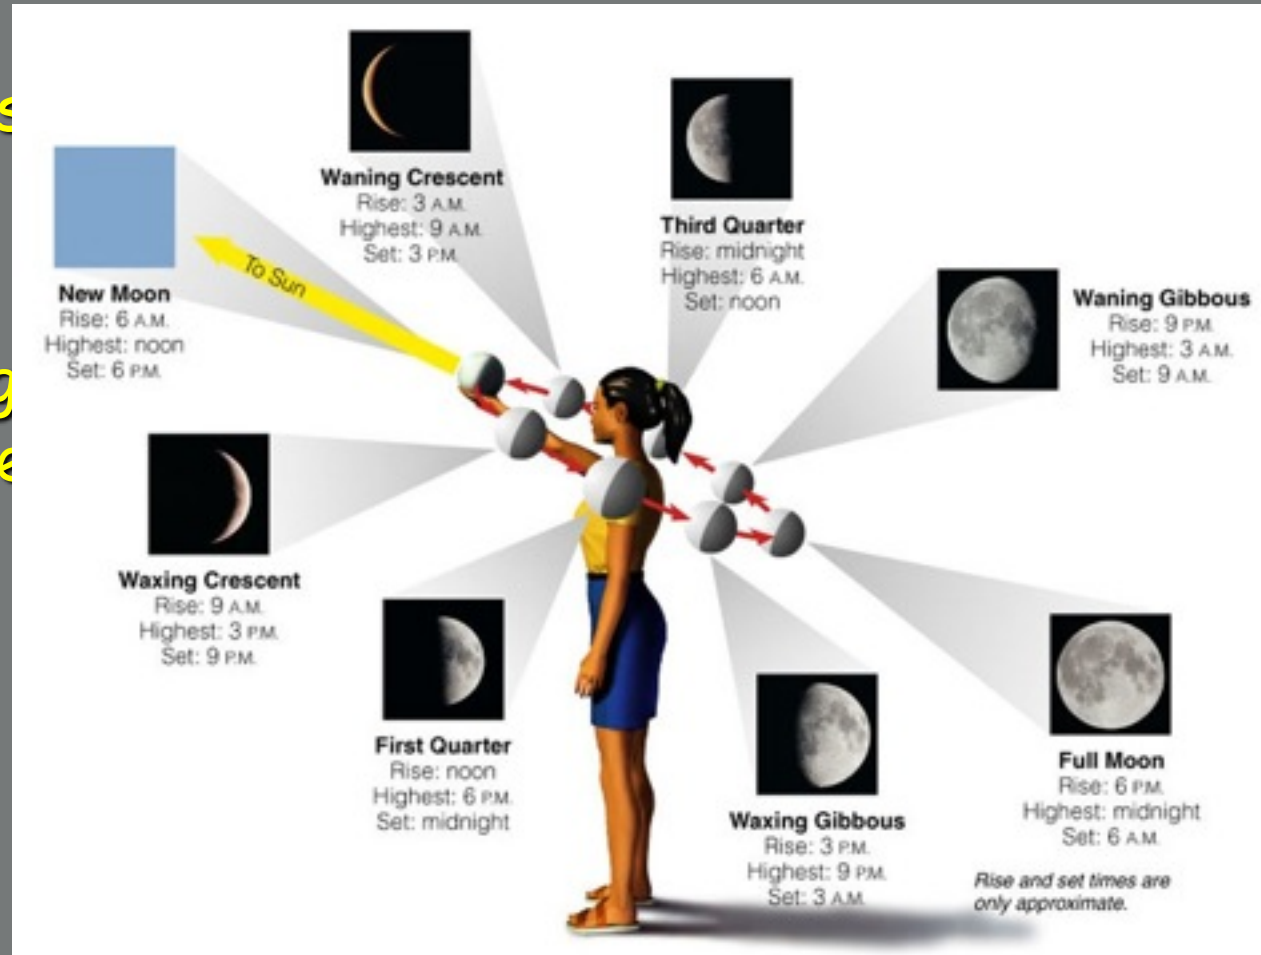 Waning Crescent
Rise: 3 A.M.
Highest: 9 A.M.
Set: 3 P.M.
Third Quarter
Rise: midnight
Highest: 6 A.M.
Set: noon
To Sun
New Moon
Rise: 6 A.M.
Highest: noon
Set: 6 P.M.
Waning Gibbous
Rise: 9 P.M.
Highest: 3 A.M.
Set: 9 A.M.
Waxing Crescent
Rise: 9 A.M.
Highest: 3 P.M.
Set: 9 P.M.
First Quarter
Rise: noon
Highest: 6 P.M.
Set: midnight
Waxing Gibbous
Rise: 3 P.M.
Highest: 9 P.M.
Set: 3 A.M.
Full Moon
Rise: 6 P.M.
Highest: midnight
Set: 6 A.M.
Rise and set times are
only approximate.